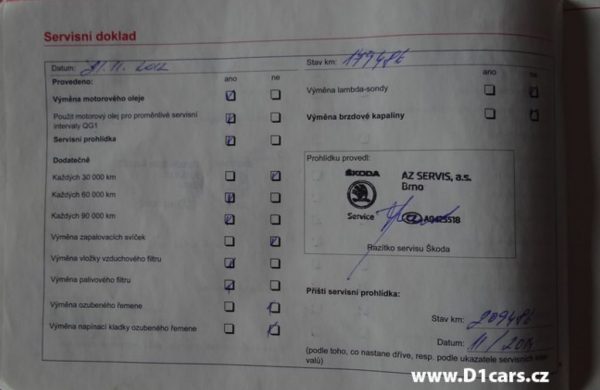 Servisní doklad
Datum: 21.11.2012
Stav km: 179486
Provedeno: ano ne
ano ne
Výměna motorového oleje
Výměna lambda-sondy
Použit motorový olej pro proměnlivé servisní
intervaly QG1
Výměna brzdové kapaliny
Servisní prohlídka
Dodatečně
Každých 30 000 km
Každých 60 000 km
Každých 90 000 km
Výměna zapalovacích svíček
Výměna vložky vzduchového filtru
Výměna palivového filtru
Výměna ozubeného řemene
Výměna napínací kladky ozubeného řemene
Prohlídku provedl:
ŠKODA
Service
AZ SERVIS, a.s.
Brno
Razítko servisu Škoda
Příští servisní prohlídka:
Stav km: 209486
Datum: 11/2014
(podle toho, co nastane dříve, resp. podle ukazatele servisních inter
valů)
www.D1cars.cz